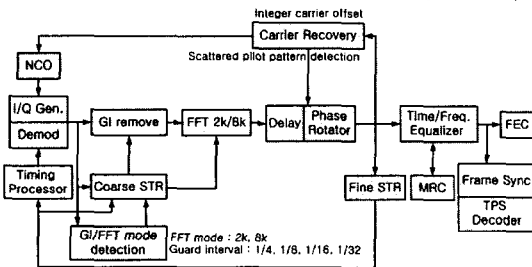 Integer carrier offset
Carrier Recovery
Scattered pilot pattern detection
NCO
I/Q Gen.
Demod
GI remove
FFT 2k/8k
Delay
Phase
Rotator
Time/Freq.
Equalizer
FEC
Timing
Processor
Coarse STR
Fine STR
MRC
Frame Sync
TPS
Decoder
GI/FFT mode
detection
FFT mode : 2k, 8k
Guard interval : 1/4, 1/8, 1/16, 1/32